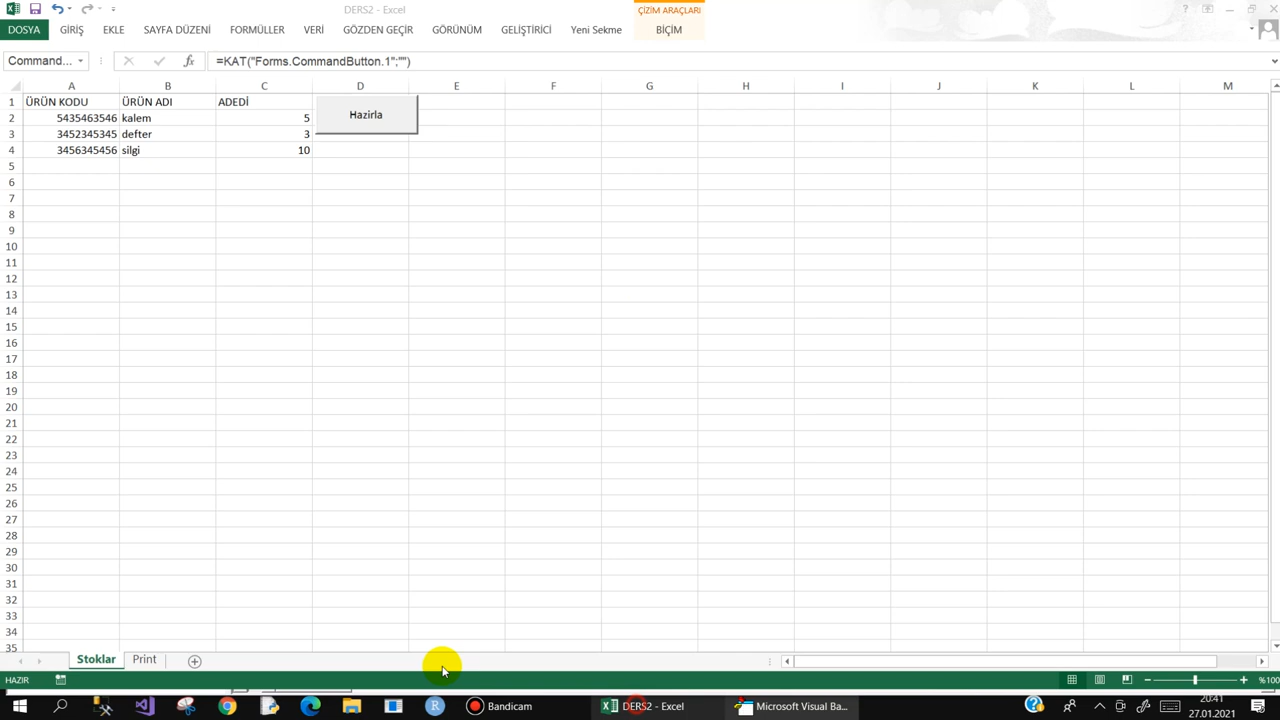 DERS2 - Excel
ÇİZİM ARAÇLARI
?
DOSYA GİRİŞ EKLE SAYFA DÜZENİ FORMÜLLER VERİ GÖZDEN GEÇİR GÖRÜNÜM GELİŞTİRİCİ Yeni Sekme BİÇİM
Command... fx =KAT("Forms.CommandButton.1";"")
A B C D E F G H I J K L M
1 ÜRÜN KODU ÜRÜN ADI ADEDİ
Hazirla
2 5435463546 kalem 5
3 3452345345 defter 3
4 3456345456 silgi 10
5
6
7
8
9
10
11
12
13
14
15
16
17
18
19
20
21
22
23
24
25
26
27
28
29
30
31
32
33
34
35
Stoklar Print
HAZIR %100
R Bandicam DERS2 - Excel Microsoft Visual Ba... 20:41
27.01.2021